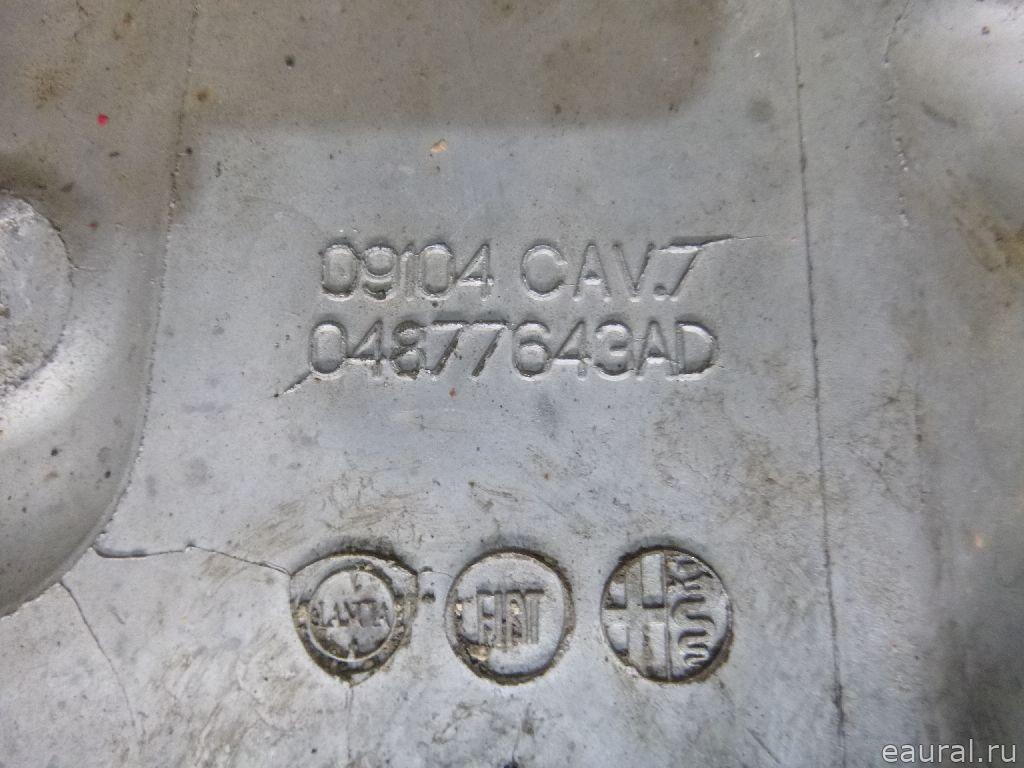 09104 CAV.7
04877643AD
LANCIA FIAT
eaural.ru